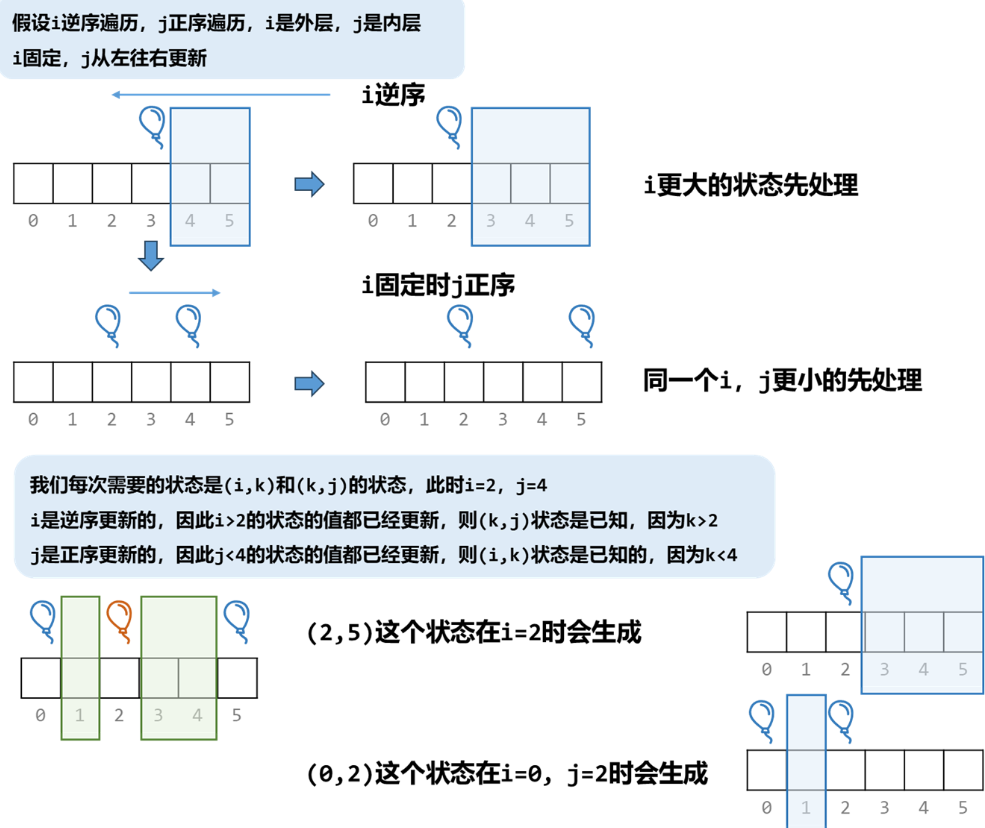 假设i逆序遍历，j正序遍历，i是外层，j是内层
i固定，j从左往右更新
i逆序
0 1 2 3 4 5
0 1 2 3 4 5
i更大的状态先处理
i固定时j正序
0 1 2 3 4 5
0 1 2 3 4 5
同一个i，j更小的先处理
我们每次需要的状态是(i,k)和(k,j)的状态，此时i=2，j=4
i是逆序更新的，因此i>2的状态的值都已经更新，则(k,j)状态是已知，因为k>2
j是正序更新的，因此j<4的状态的值都已经更新，则(i,k)状态是已知的，因为k<4
0 1 2 3 4 5
(2,5)这个状态在i=2时会生成
0 1 2 3 4 5
(0,2)这个状态在i=0，j=2时会生成
0 1 2 3 4 5